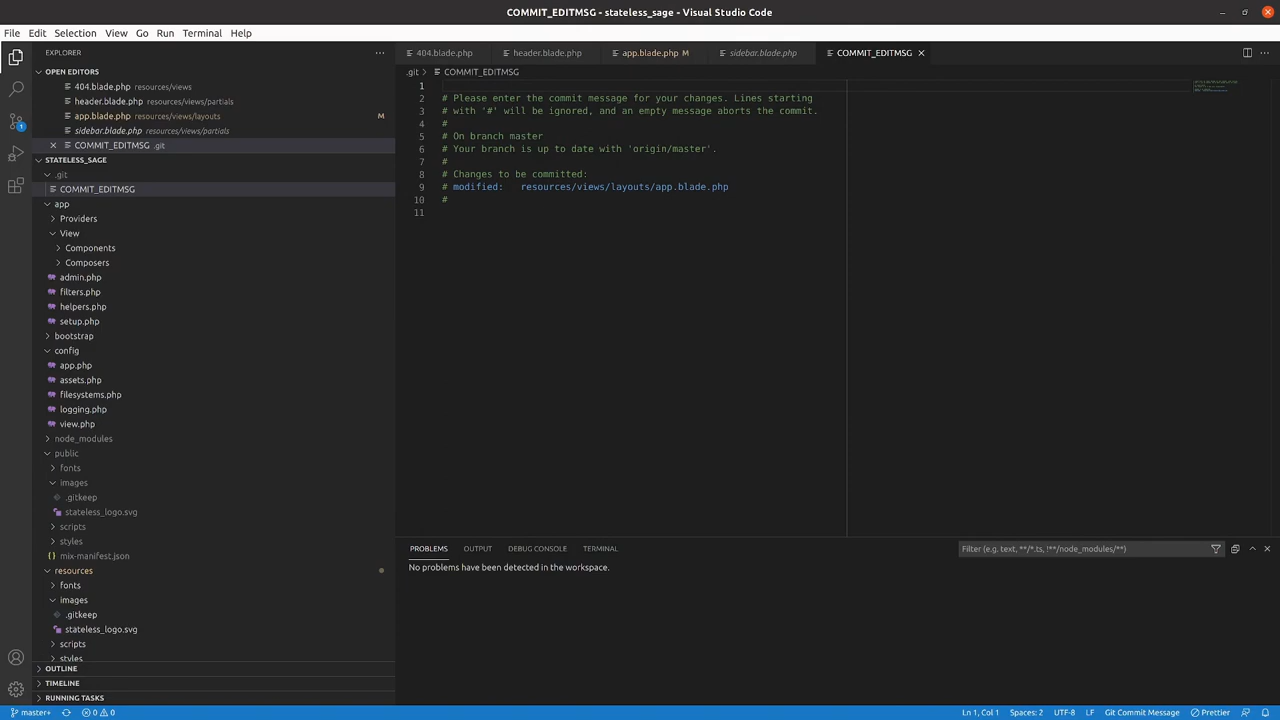 COMMIT_EDITMSG - stateless_sage - Visual Studio Code
File Edit Selection View Go Run Terminal Help
EXPLORER
OPEN EDITORS
404.blade.php resources/views
header.blade.php resources/views/partials
app.blade.php resources/views/layouts M
sidebar.blade.php resources/views/partials
COMMIT_EDITMSG .git
STATELESS_SAGE
.git
COMMIT_EDITMSG
app
Providers
View
Components
Composers
admin.php
filters.php
helpers.php
setup.php
bootstrap
config
app.php
assets.php
filesystems.php
logging.php
view.php
node_modules
public
fonts
images
.gitkeep
stateless_logo.svg
scripts
styles
mix-manifest.json
resources
fonts
images
.gitkeep
stateless_logo.svg
scripts
styles
OUTLINE
TIMELINE
RUNNING TASKS
1
404.blade.php header.blade.php app.blade.php M sidebar.blade.php COMMIT_EDITMSG
.git COMMIT_EDITMSG
1
2 # Please enter the commit message for your changes. Lines starting
3 # with '#' will be ignored, and an empty message aborts the commit.
4 #
5 # On branch master
6 # Your branch is up to date with 'origin/master'.
7 #
8 # Changes to be committed:
9 # modified: resources/views/layouts/app.blade.php
10 #
11
PROBLEMS OUTPUT DEBUG CONSOLE TERMINAL Filter (e.g. text, **/*.ts, !**/node_modules/**)
No problems have been detected in the workspace.
master+ 0 0 Ln 1, Col 1 Spaces: 2 UTF-8 LF Git Commit Message Prettier